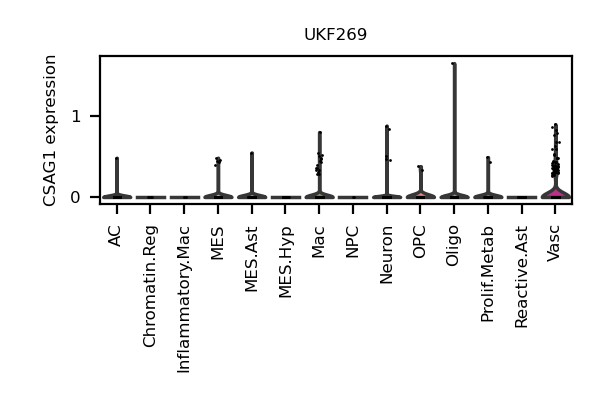 UKF269
CSAG1 expression
1
0
AC
Chromatin.Reg
Inflammatory.Mac
MES
MES.Ast
MES.Hyp
Mac
NPC
Neuron
OPC
Oligo
Prolif.Metab
Reactive.Ast
Vasc